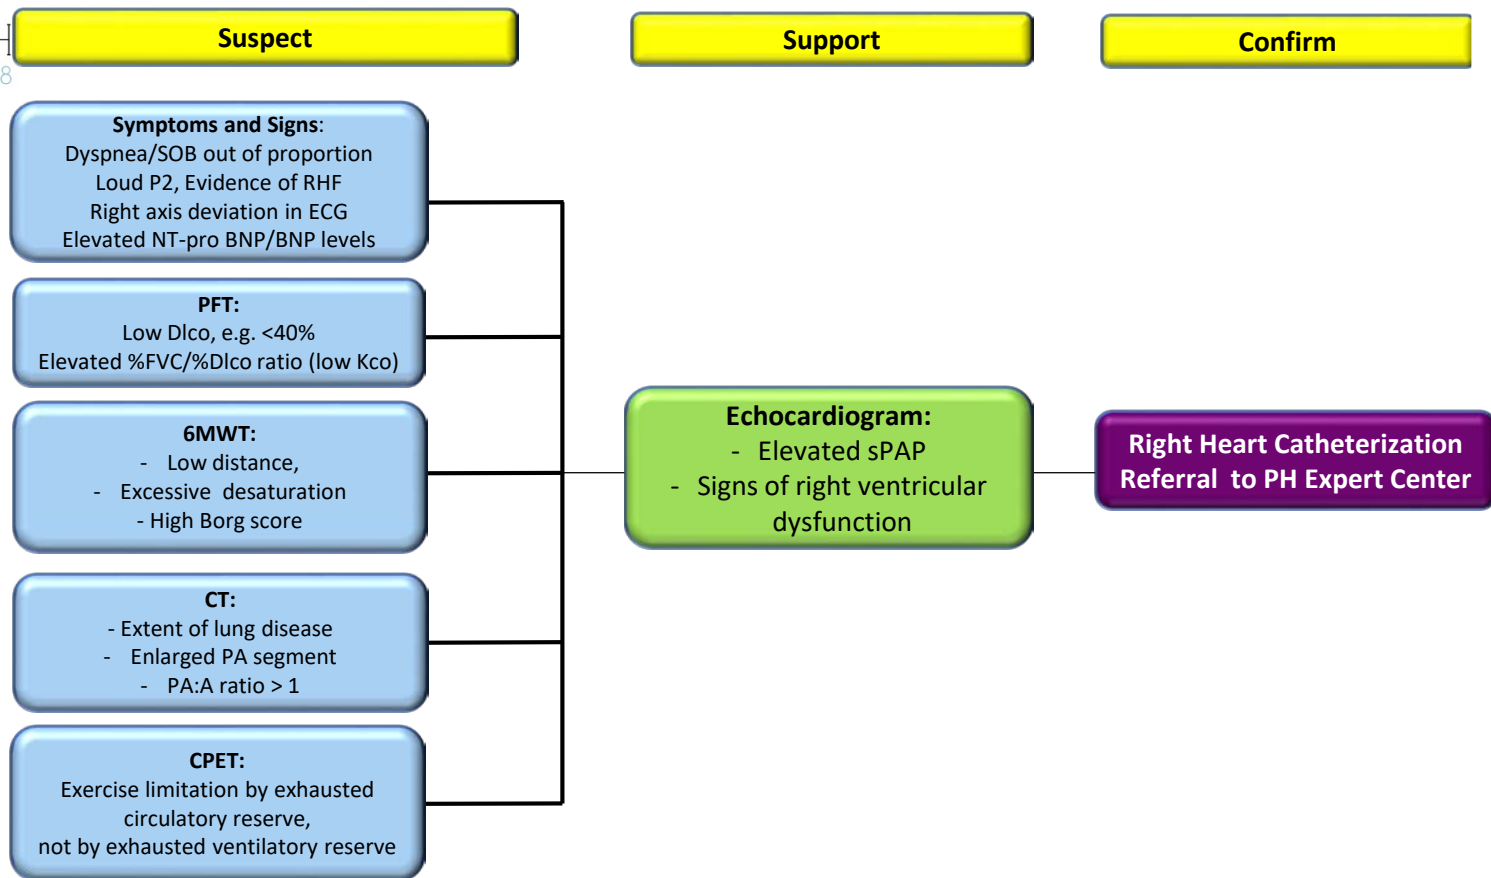 Suspect
Support
Confirm
8
Symptoms and Signs:
Dyspnea/SOB out of proportion
Loud P2, Evidence of RHF
Right axis deviation in ECG
Elevated NT-pro BNP/BNP levels
PFT:
Low Dlco, e.g. <40%
Elevated %FVC/%Dlco ratio (low Kco)
6MWT:
- Low distance,
- Excessive desaturation
- High Borg score
CT:
- Extent of lung disease
- Enlarged PA segment
- PA:A ratio > 1
CPET:
Exercise limitation by exhausted
circulatory reserve,
not by exhausted ventilatory reserve
Echocardiogram:
- Elevated sPAP
- Signs of right ventricular
dysfunction
Right Heart Catheterization
Referral to PH Expert Center